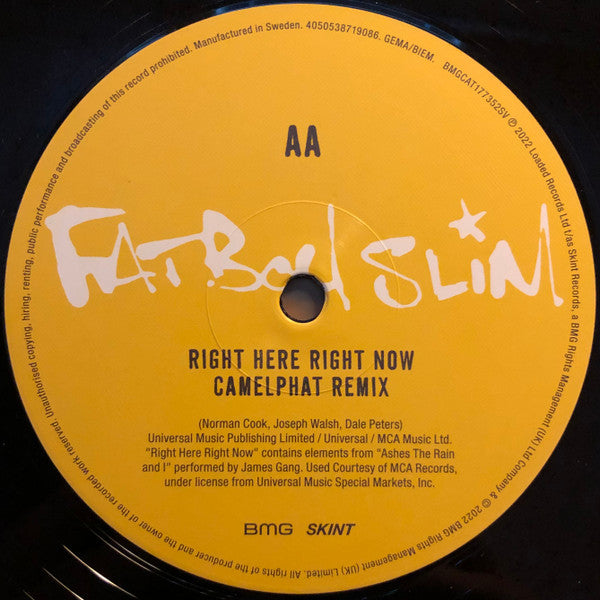 AA
FATBOY SLIM
RIGHT HERE RIGHT NOW
CAMELPHAT REMIX
(Norman Cook, Joseph Walsh, Dale Peters)
Universal Music Publishing Limited / Universal / MCA Music Ltd.
"Right Here Right Now" contains elements from "Ashes The Rain
and I" performed by James Gang. Used Courtesy of MCA Records,
under license from Universal Music Special Markets, Inc.
BMG SKINT
BMGCAT177352SV ℗ 2022 Loaded Records Ltd t/as Skint Records, a BMG Rights Management (UK) Ltd Company & © 2022 BMG Rights Management (UK) Limited. All rights of the producer and the owner of the recorded work reserved. Unauthorised copying, hiring, renting, public performance and broadcasting of this record prohibited. Manufactured in Sweden. 4050538719086. GEMA/BIEM.